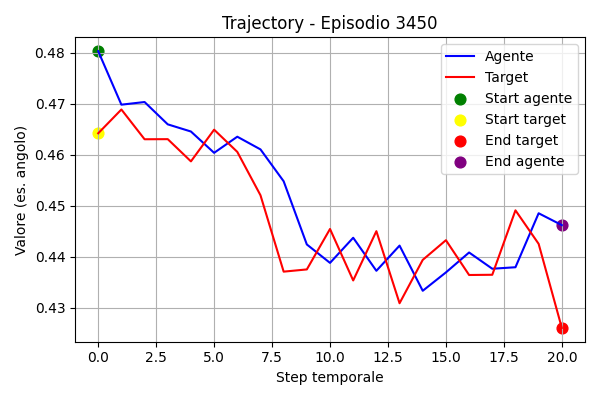 Trajectory - Episodio 3450
Valore (es. angolo)
0.48
0.47
0.46
0.45
0.44
0.43
Agente
Target
Start agente
Start target
End target
End agente
0.0 2.5 5.0 7.5 10.0 12.5 15.0 17.5 20.0
Step temporale